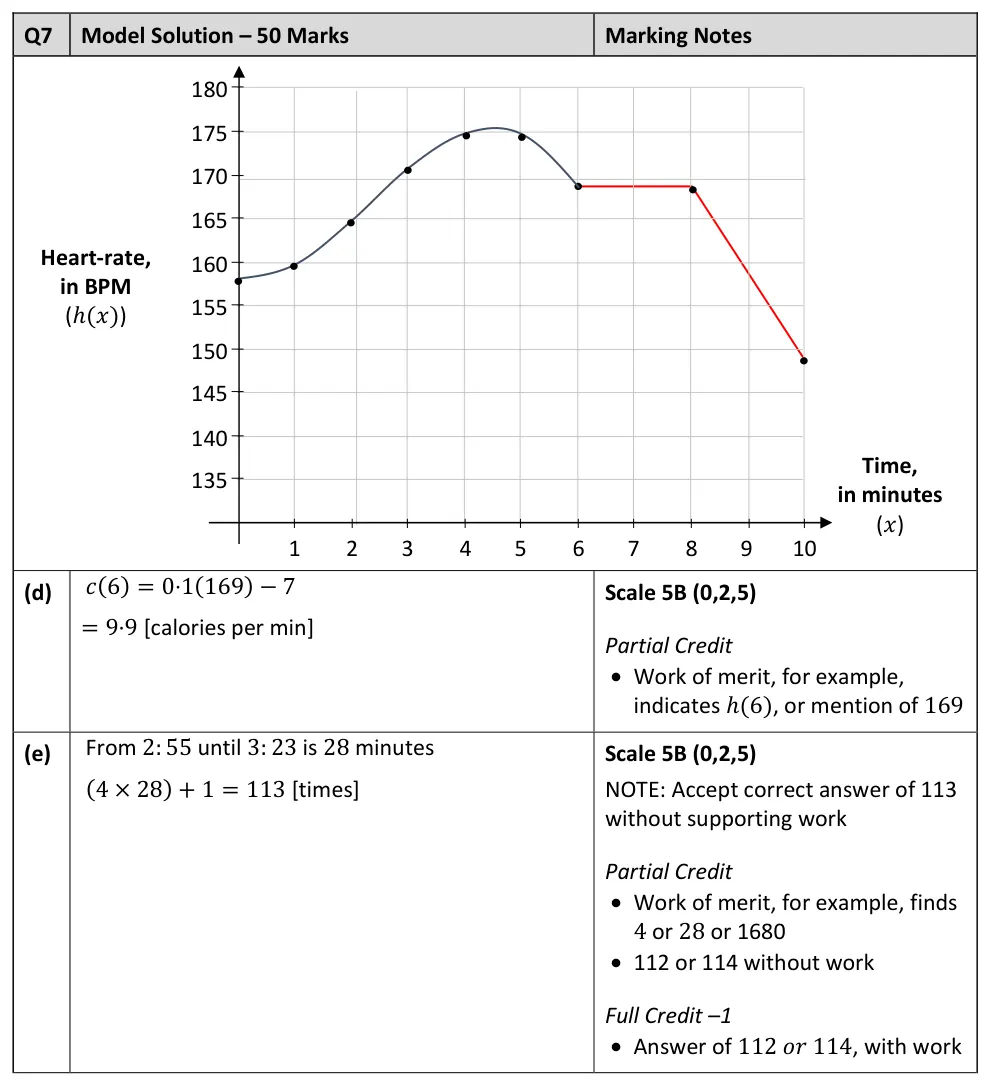 Q7 Model Solution – 50 Marks Marking Notes
180
175
170
165
160
155
150
145
140
135
Heart-rate,
in BPM
(h(x))
Time,
in minutes
(x)
1 2 3 4 5 6 7 8 9 10
(d) c(6) = 0·1(169) − 7
= 9·9 [calories per min]
Scale 5B (0,2,5)
Partial Credit
• Work of merit, for example,
indicates h(6), or mention of 169
(e) From 2: 55 until 3: 23 is 28 minutes
(4 × 28) + 1 = 113 [times]
Scale 5B (0,2,5)
NOTE: Accept correct answer of 113
without supporting work
Partial Credit
• Work of merit, for example, finds
4 or 28 or 1680
• 112 or 114 without work
Full Credit –1
• Answer of 112 or 114, with work